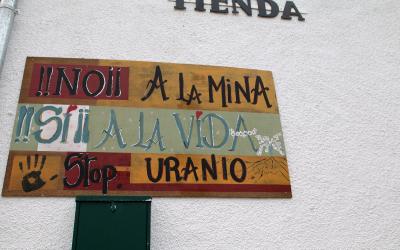 TIENDA
!!NO¡¡ A LA MINA
!!SÍ¡¡ A LA VIDA
Stop. URANIO